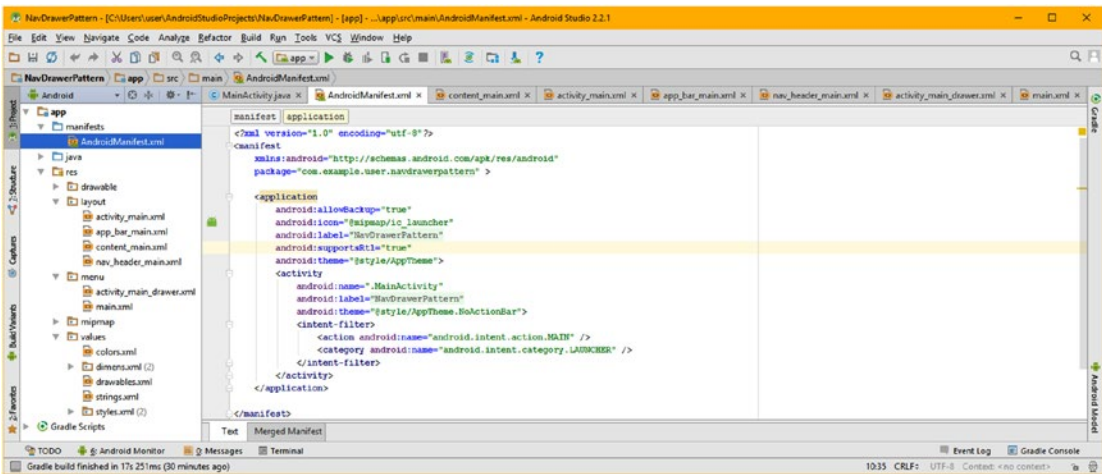 NavDrawerPattern - [C:\Users\user\AndroidStudioProjects\NavDrawerPattern] - [app] - ...\app\src\main\AndroidManifest.xml - Android Studio 2.2.1
File Edit View Navigate Code Analyze Refactor Build Run Tools VCS Window Help
app
NavDrawerPattern app src main AndroidManifest.xml
Android
MainActivity.java × AndroidManifest.xml × content_main.xml × activity_main.xml × app_bar_main.xml × nav_header_main.xml × activity_main_drawer.xml × main.xml ×
1: Project
2: Structure
Captures
Build Variants
2: Favorites
app
manifests
AndroidManifest.xml
java
res
drawable
layout
activity_main.xml
app_bar_main.xml
content_main.xml
nav_header_main.xml
menu
activity_main_drawer.xml
main.xml
mipmap
values
colors.xml
dimens.xml (2)
drawables.xml
strings.xml
styles.xml (2)
Gradle Scripts
manifest application
<?xml version="1.0" encoding="utf-8"?>
<manifest
xmlns:android="http://schemas.android.com/apk/res/android"
package="com.example.user.navdrawerpattern" >
<application
android:allowBackup="true"
android:icon="@mipmap/ic_launcher"
android:label="NavDrawerPattern"
android:supportsRtl="true"
android:theme="@style/AppTheme">
<activity
android:name=".MainActivity"
android:label="NavDrawerPattern"
android:theme="@style/AppTheme.NoActionBar">
<intent-filter>
<action android:name="android.intent.action.MAIN" />
<category android:name="android.intent.category.LAUNCHER" />
</intent-filter>
</activity>
</application>
</manifest>
Text Merged Manifest
Gradle
Android Model
TODO 6: Android Monitor 0: Messages Terminal Event Log Gradle Console
Gradle build finished in 17s 251ms (30 minutes ago) 10:35 CRLF÷ UTF-8 Context: <no context>